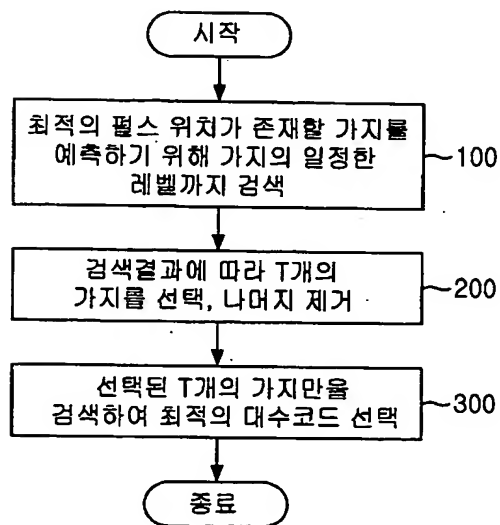 시작
최적의 펄스 위치가 존재할 가지를
예측하기 위해 가지의 일정한
레벨까지 검색
100
검색결과에 따라 T개의
가지를 선택, 나머지 제거
200
선택된 T개의 가지만을
검색하여 최적의 대수코드 선택
300
종료